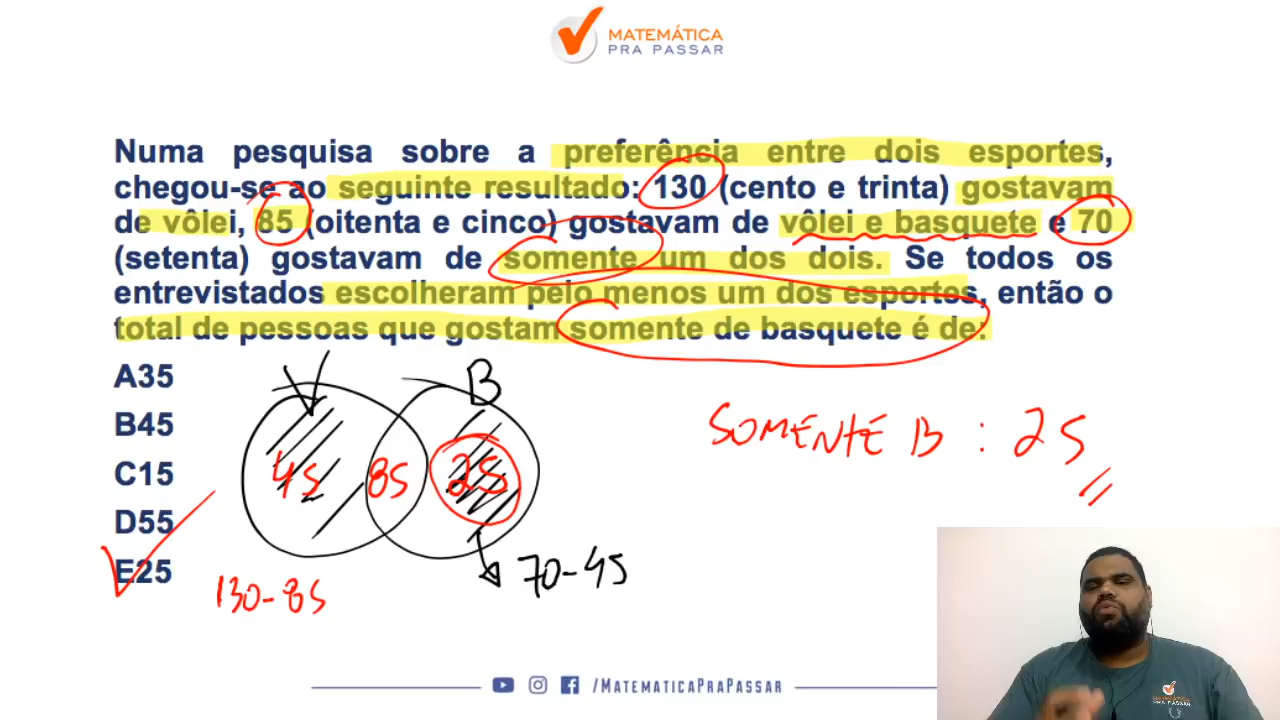 MATEMÁTICA
PRA PASSAR
Numa pesquisa sobre a preferência entre dois esportes,
chegou-se ao seguinte resultado: 130 (cento e trinta) gostavam
de vôlei, 85 (oitenta e cinco) gostavam de vôlei e basquete e 70
(setenta) gostavam de somente um dos dois. Se todos os
entrevistados escolheram pelo menos um dos esportes, então o
total de pessoas que gostam somente de basquete é de:
A35
B45
C15
D55
E25
V
B
45 85 25
130-85
70-45
SOMENTE B : 25
/MATEMATICAPRAPASSAR
MATEMÁTICA
PRA PASSAR